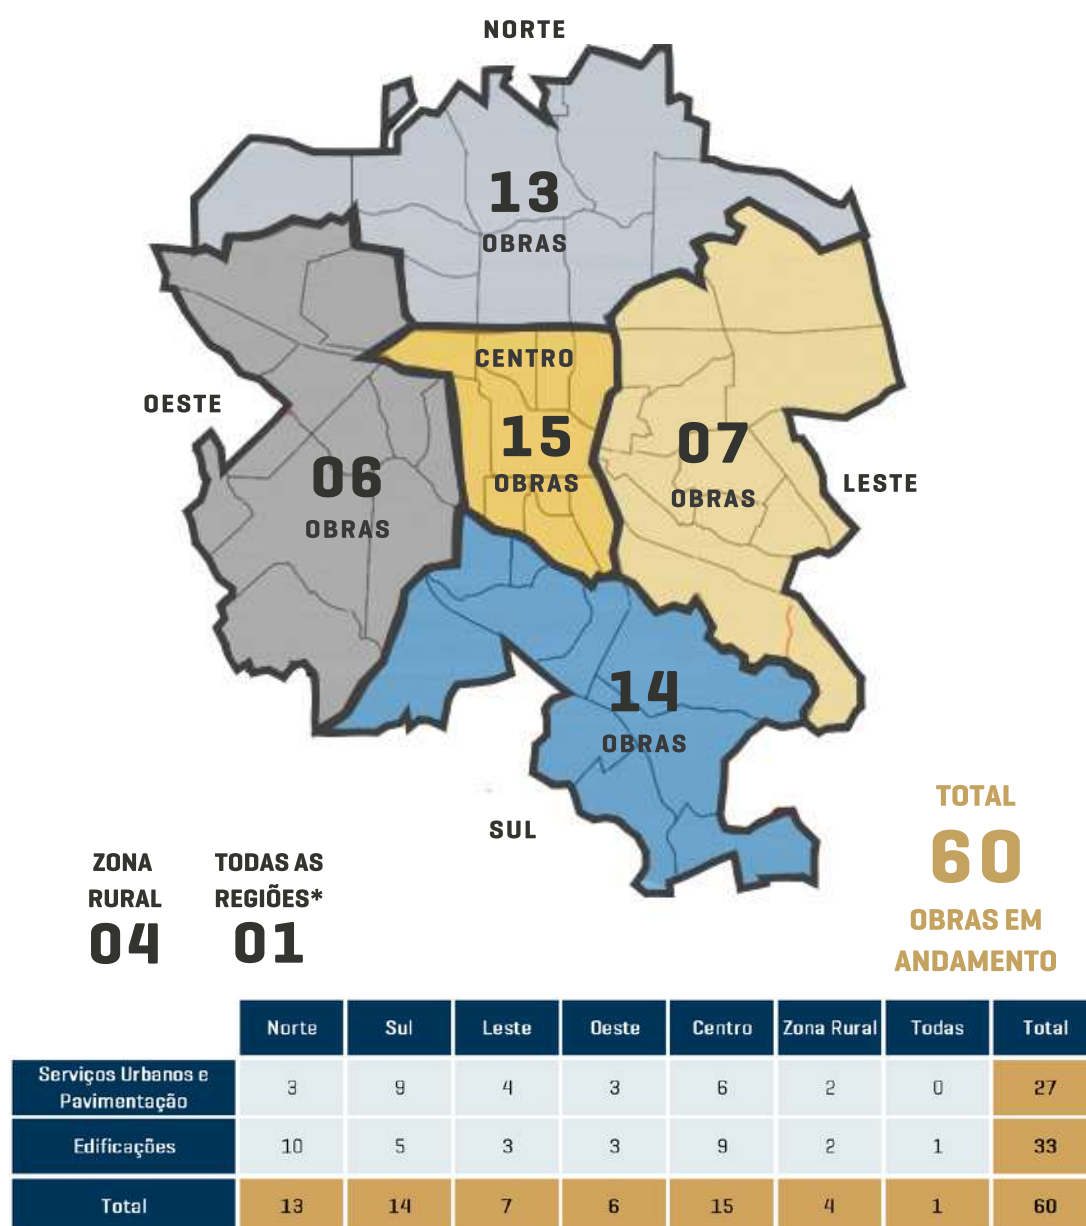 NORTE
13
OBRAS
CENTRO
OESTE
15
OBRAS
07
OBRAS
06
OBRAS
LESTE
14
OBRAS
SUL
TOTAL
60
OBRAS EM
ANDAMENTO
ZONA
RURAL
04
TODAS AS
REGIÕES*
01
Norte Sul Leste Oeste Centro Zona Rural Todas Total
Serviços Urbanos e
Pavimentação 3 9 4 3 6 2 0 27
Edificações 10 5 3 3 9 2 1 33
Total 13 14 7 6 15 4 1 60